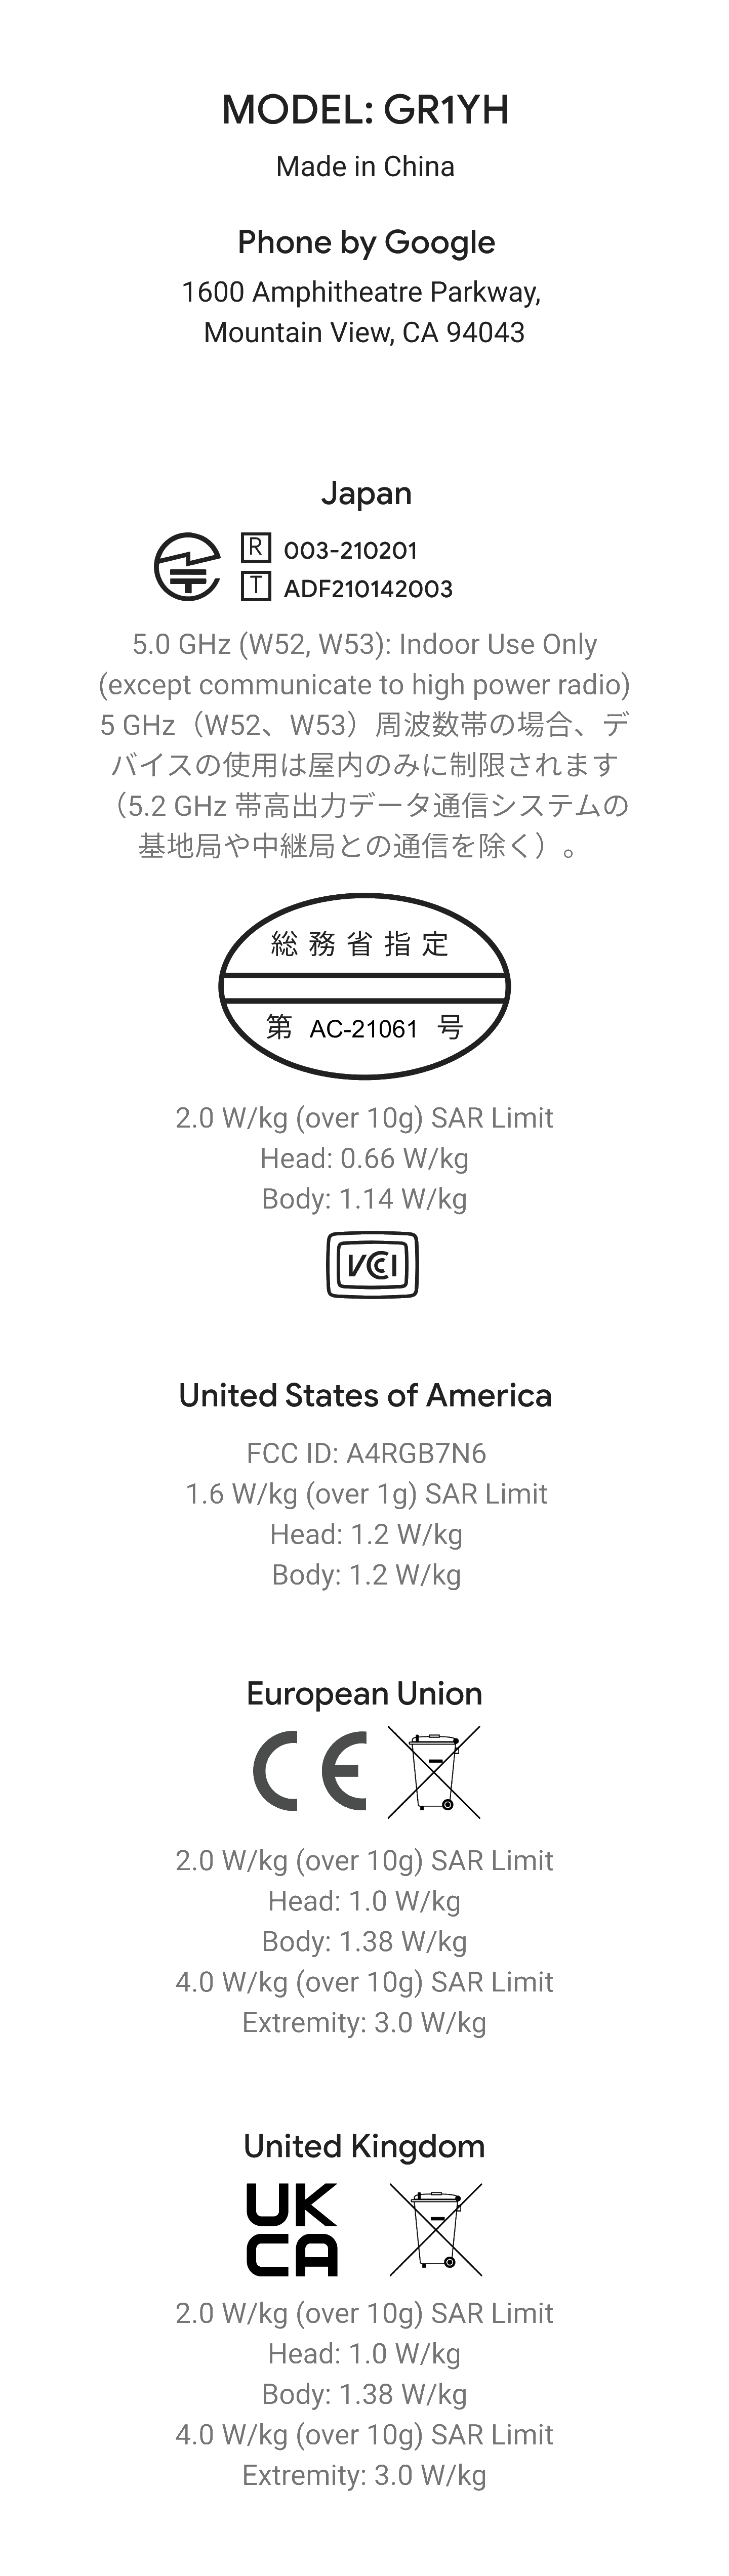 MODEL: GR1YH
Made in China
Phone by Google
1600 Amphitheatre Parkway,
Mountain View, CA 94043
Japan
R 003-210201
T ADF210142003
5.0 GHz (W52, W53): Indoor Use Only
(except communicate to high power radio)
5 GHz（W52、W53）周波数帯の場合、デ
バイスの使用は屋内のみに制限されます
（5.2 GHz 帯高出力データ通信システムの
基地局や中継局との通信を除く）。
総務省指定
第 AC-21061 号
2.0 W/kg (over 10g) SAR Limit
Head: 0.66 W/kg
Body: 1.14 W/kg
VCCI
United States of America
FCC ID: A4RGB7N6
1.6 W/kg (over 1g) SAR Limit
Head: 1.2 W/kg
Body: 1.2 W/kg
European Union
CE
2.0 W/kg (over 10g) SAR Limit
Head: 1.0 W/kg
Body: 1.38 W/kg
4.0 W/kg (over 10g) SAR Limit
Extremity: 3.0 W/kg
United Kingdom
UK
CA
2.0 W/kg (over 10g) SAR Limit
Head: 1.0 W/kg
Body: 1.38 W/kg
4.0 W/kg (over 10g) SAR Limit
Extremity: 3.0 W/kg